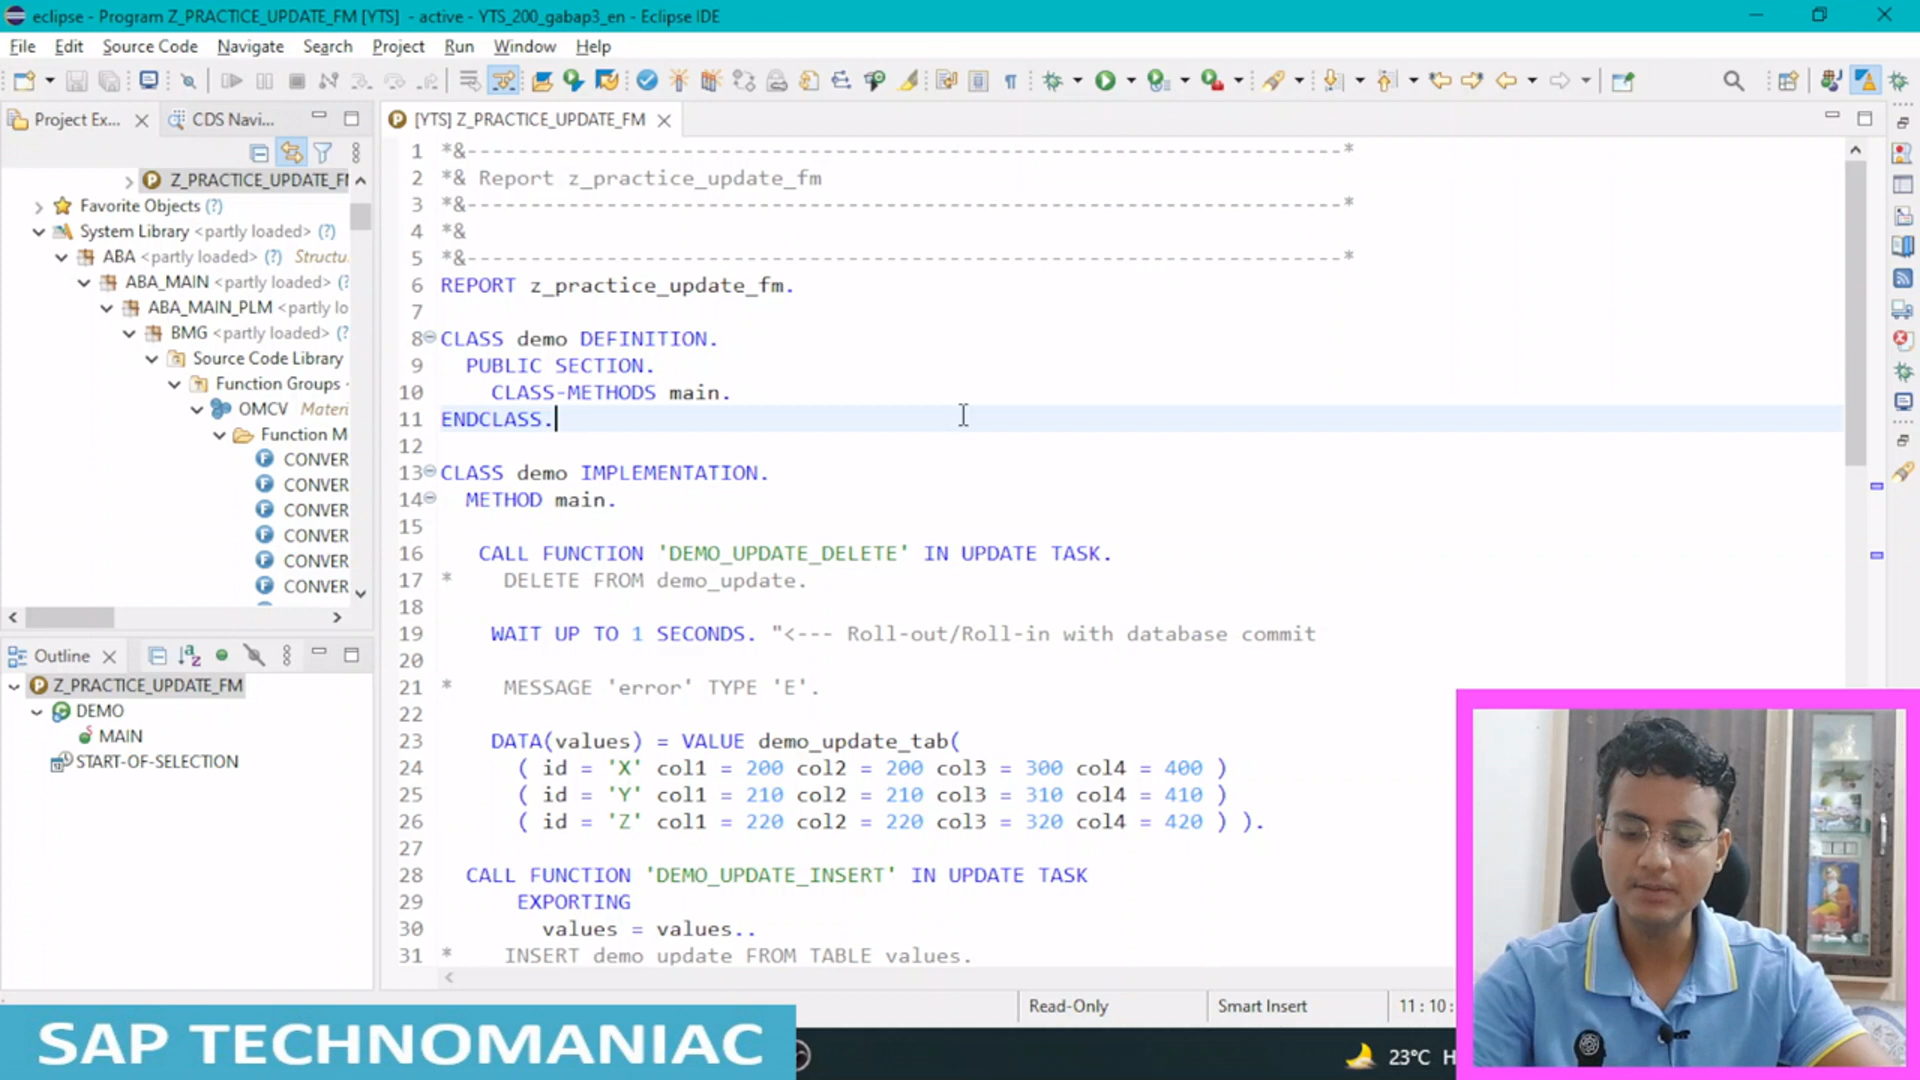 eclipse - Program Z_PRACTICE_UPDATE_FM [YTS] - active - YTS_200_gabap3_en - Eclipse IDE
File Edit Source Code Navigate Search Project Run Window Help
Project Ex... CDS Navi...
[YTS] Z_PRACTICE_UPDATE_FM
Z_PRACTICE_UPDATE_FM
Favorite Objects (?)
System Library <partly loaded> (?)
ABA <partly loaded> (?) Structu
ABA_MAIN <partly loaded>
ABA_MAIN_PLM <partly lo
BMG <partly loaded> (?
Source Code Library
Function Groups -
OMCV Materi
Function M
CONVER
CONVER
CONVER
CONVER
CONVER
CONVER
Outline
Z_PRACTICE_UPDATE_FM
DEMO
MAIN
START-OF-SELECTION
1 *&---------------------------------------------------------------------*
2 *& Report z_practice_update_fm
3 *&---------------------------------------------------------------------*
4 *&
5 *&---------------------------------------------------------------------*
6 REPORT z_practice_update_fm.
7
8 CLASS demo DEFINITION.
9 PUBLIC SECTION.
10 CLASS-METHODS main.
11 ENDCLASS.
12
13 CLASS demo IMPLEMENTATION.
14 METHOD main.
15
16 CALL FUNCTION 'DEMO_UPDATE_DELETE' IN UPDATE TASK.
17 * DELETE FROM demo_update.
18
19 WAIT UP TO 1 SECONDS. "<--- Roll-out/Roll-in with database commit
20
21 * MESSAGE 'error' TYPE 'E'.
22
23 DATA(values) = VALUE demo_update_tab(
24 ( id = 'X' col1 = 200 col2 = 200 col3 = 300 col4 = 400 )
25 ( id = 'Y' col1 = 210 col2 = 210 col3 = 310 col4 = 410 )
26 ( id = 'Z' col1 = 220 col2 = 220 col3 = 320 col4 = 420 ) ).
27
28 CALL FUNCTION 'DEMO_UPDATE_INSERT' IN UPDATE TASK
29 EXPORTING
30 values = values..
31 * INSERT demo update FROM TABLE values.
Read-Only Smart Insert 11 : 10 :
SAP TECHNOMANIAC
23°C H